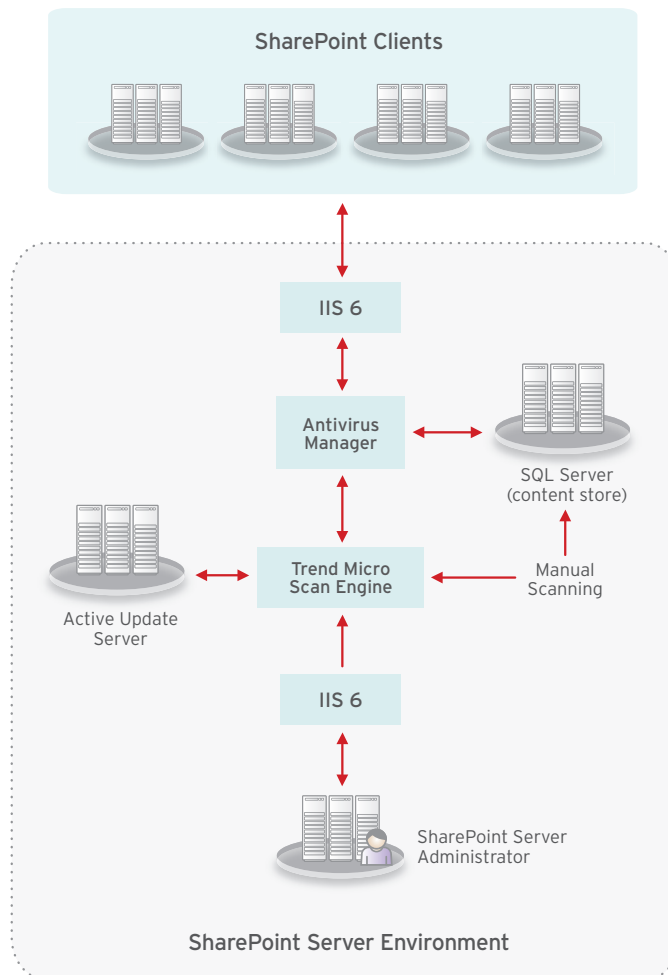 SharePoint Clients
IIS 6
Antivirus
Manager
SQL Server
(content store)
Trend Micro
Scan Engine
Manual
Scanning
Active Update
Server
IIS 6
SharePoint Server
Administrator
SharePoint Server Environment